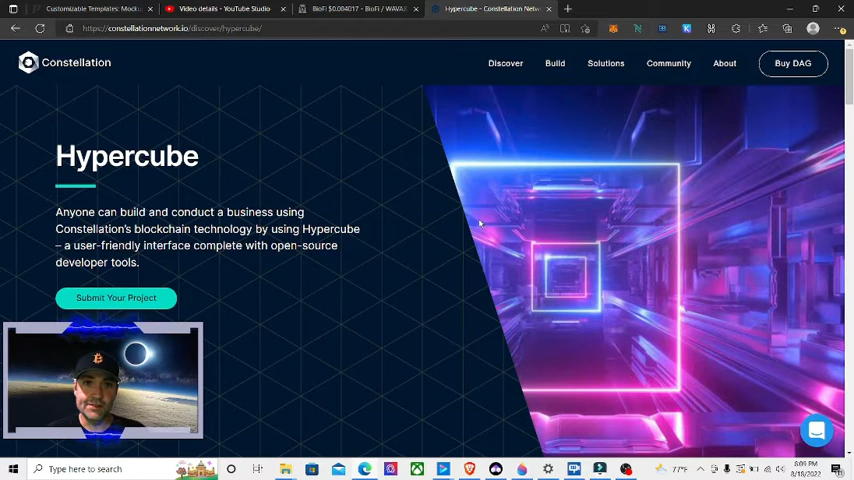 Customizable Templates: Mocku
Video details - YouTube Studio
BioFi $0.004017 - BioFi / WAVAX
Hypercube - Constellation Netwo
https://constellationnetwork.io/discover/hypercube/
Constellation
Discover
Build
Solutions
Community
About
Buy DAG
Hypercube
Anyone can build and conduct a business using
Constellation's blockchain technology by using Hypercube
– a user-friendly interface complete with open-source
developer tools.
Submit Your Project
Type here to search
77°F
8:09 PM
8/18/2022